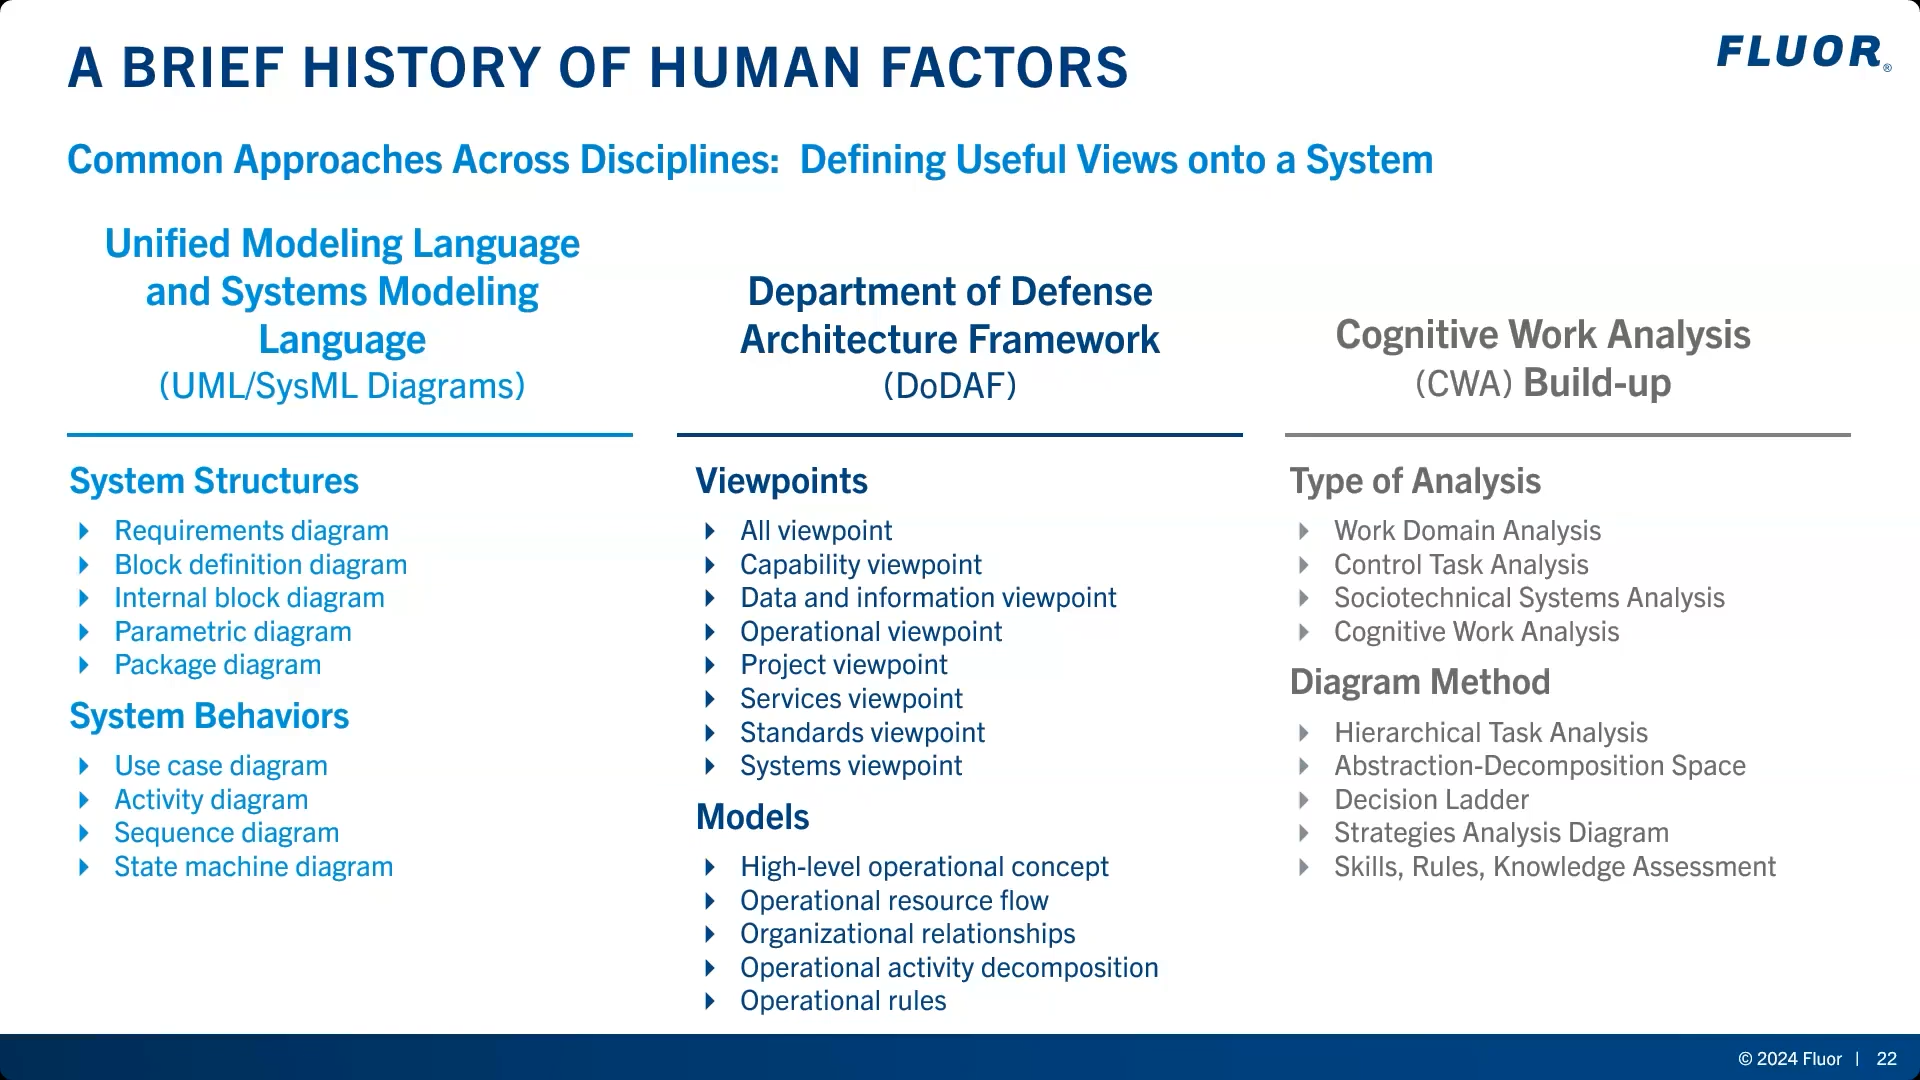 A BRIEF HISTORY OF HUMAN FACTORS
FLUOR®
Common Approaches Across Disciplines: Defining Useful Views onto a System
Unified Modeling Language
and Systems Modeling
Language
(UML/SysML Diagrams)
System Structures
Requirements diagram
Block definition diagram
Internal block diagram
Parametric diagram
Package diagram
System Behaviors
Use case diagram
Activity diagram
Sequence diagram
State machine diagram
Department of Defense
Architecture Framework
(DoDAF)
Viewpoints
All viewpoint
Capability viewpoint
Data and information viewpoint
Operational viewpoint
Project viewpoint
Services viewpoint
Standards viewpoint
Systems viewpoint
Models
High-level operational concept
Operational resource flow
Organizational relationships
Operational activity decomposition
Operational rules
Cognitive Work Analysis
(CWA) Build-up
Type of Analysis
Work Domain Analysis
Control Task Analysis
Sociotechnical Systems Analysis
Cognitive Work Analysis
Diagram Method
Hierarchical Task Analysis
Abstraction-Decomposition Space
Decision Ladder
Strategies Analysis Diagram
Skills, Rules, Knowledge Assessment
© 2024 Fluor | 22